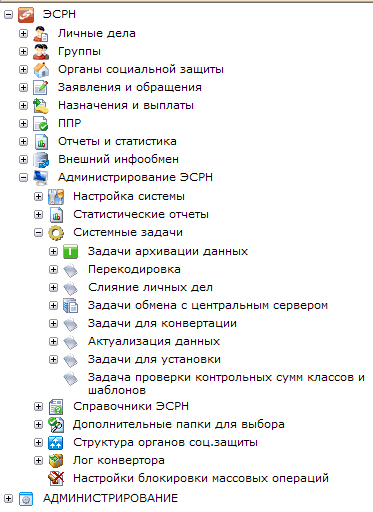 ЭСРН
Личные дела
Группы
Органы социальной защиты
Заявления и обращения
Назначения и выплаты
ППР
Отчеты и статистика
Внешний инфообмен
Администрирование ЭСРН
Настройка системы
Статистические отчеты
Системные задачи
Задачи архивации данных
Перекодировка
Слияние личных дел
Задачи обмена с центральным сервером
Задачи для конвертации
Актуализация данных
Задачи для установки
Задача проверки контрольных сумм классов и
шаблонов
Справочники ЭСРН
Дополнительные папки для выбора
Структура органов соц.защиты
Лог конвертора
Настройки блокировки массовых операций
АДМИНИСТРИРОВАНИЕ